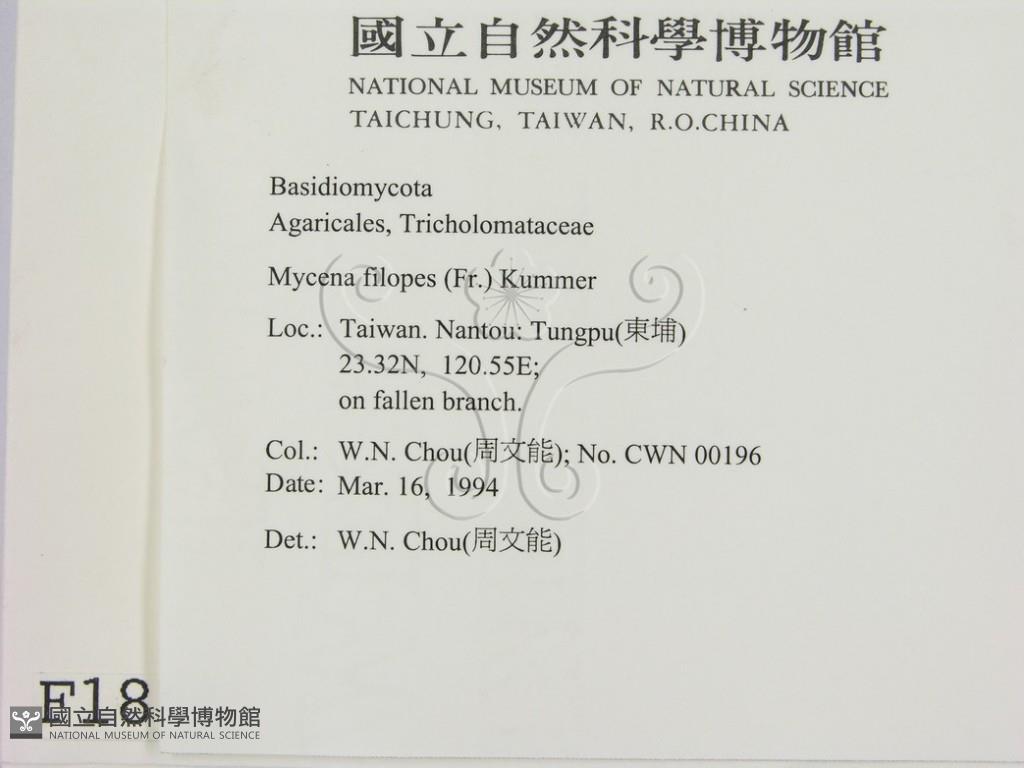 國立自然科學博物館
NATIONAL MUSEUM OF NATURAL SCIENCE
TAICHUNG, TAIWAN, R.O.CHINA
Basidiomycota
Agaricales, Tricholomataceae
Mycena filopes (Fr.) Kummer
Loc.: Taiwan. Nantou: Tungpu(東埔)
23.32N, 120.55E;
on fallen branch.
Col.: W.N. Chou(周文能); No. CWN 00196
Date: Mar. 16, 1994
Det.: W.N. Chou(周文能)
F18
國立自然科學博物館
NATIONAL MUSEUM OF NATURAL SCIENCE